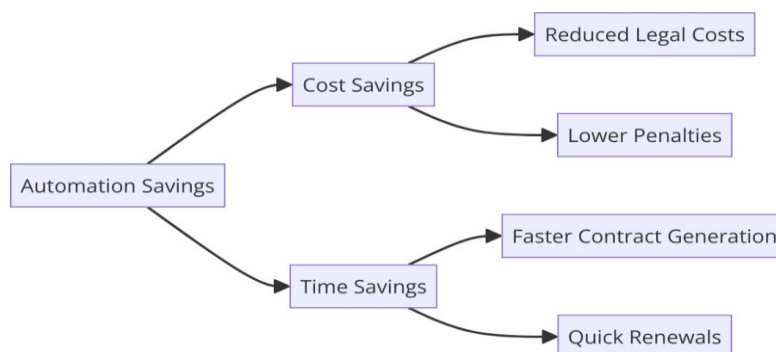 Reduced Legal Costs
Cost Savings
Lower Penalties
Automation Savings
Faster Contract Generation
Time Savings
Quick Renewals